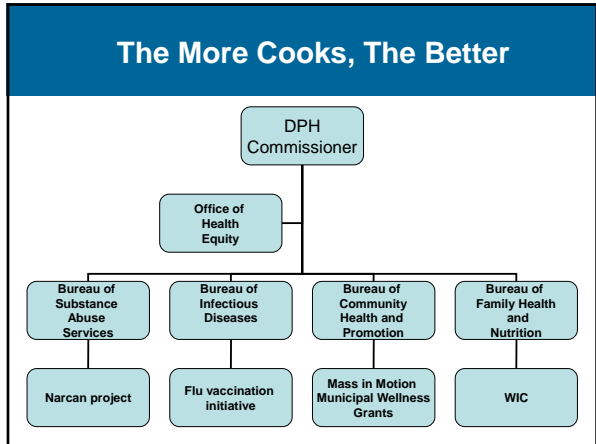 The More Cooks, The Better
DPH
Commissioner
Office of
Health
Equity
Bureau of
Substance
Abuse
Services
Bureau of
Infectious
Diseases
Bureau of
Community
Health and
Promotion
Bureau of
Family Health
and
Nutrition
Narcan project
Flu vaccination
initiative
Mass in Motion
Municipal Wellness
Grants
WIC